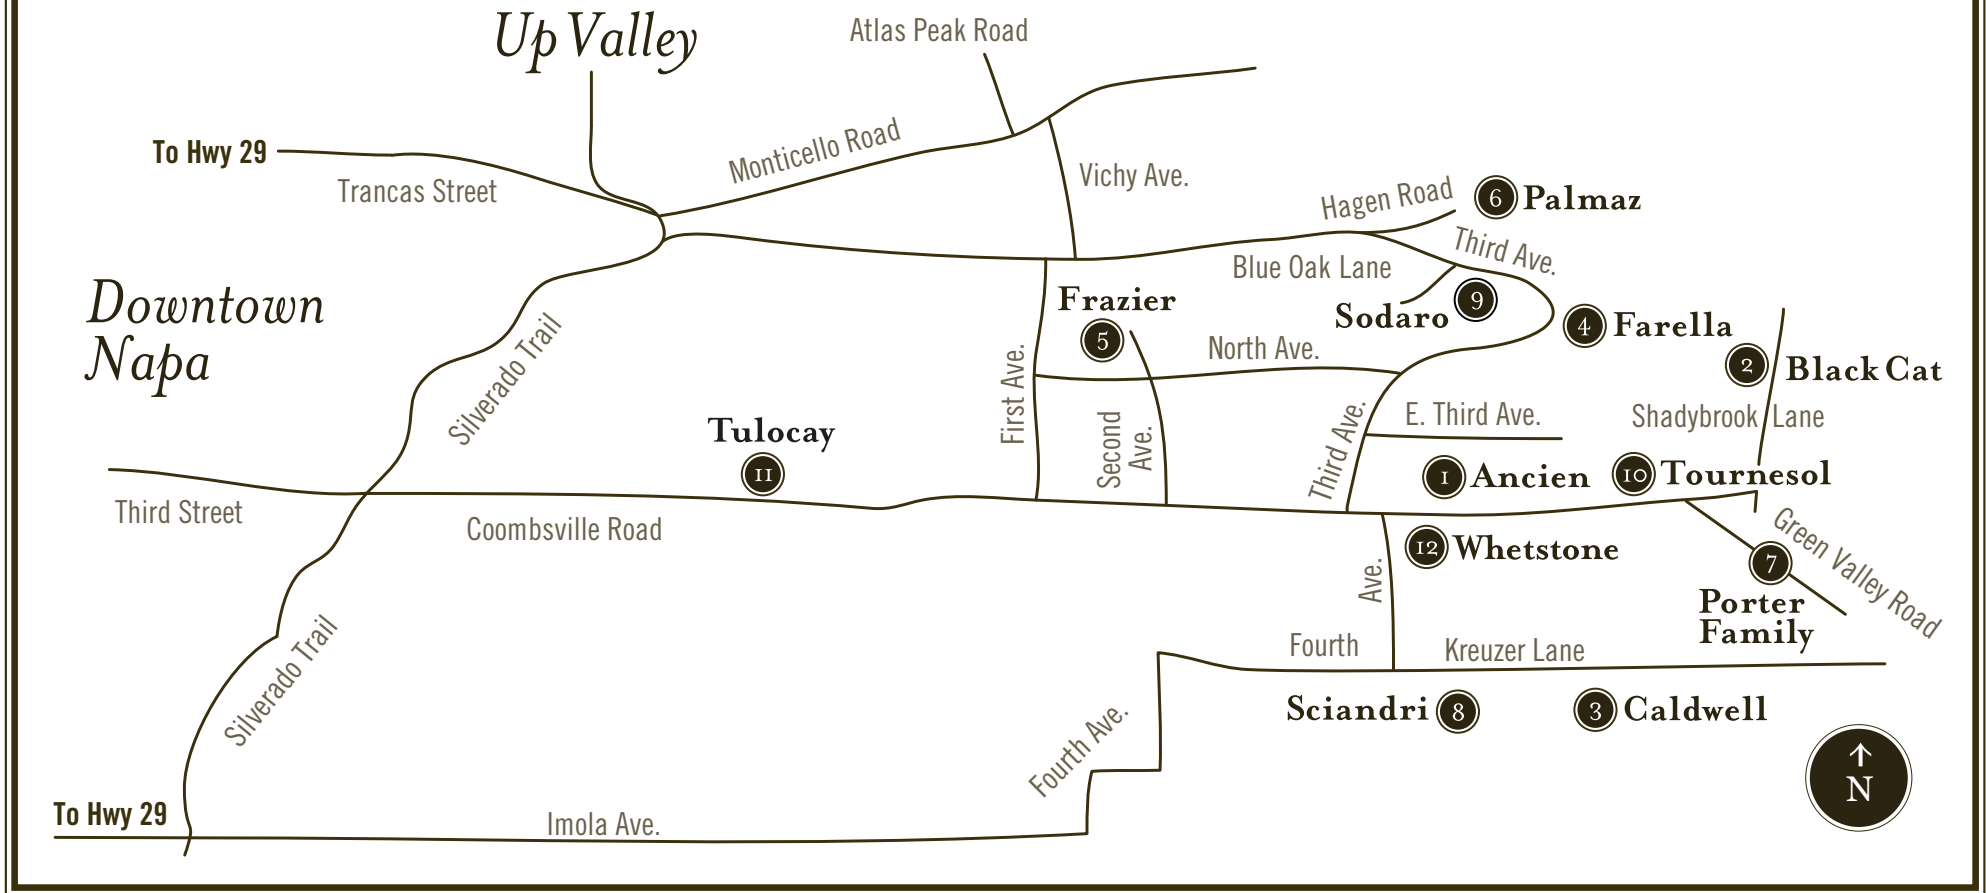 Up Valley
Atlas Peak Road
To Hwy 29
Monticello Road
Trancas Street
Vichy Ave.
Hagen Road
6 Palmaz
Third Ave.
Blue Oak Lane
Downtown
Napa
Frazier
5
Sodaro 9
4 Farella
Silverado Trail
First Ave.
North Ave.
2 Black Cat
Second
Ave.
Third Ave.
E. Third Ave.
Shadybrook Lane
Tulocay
11
1 Ancien
10 Tournesol
Third Street
Coombsville Road
Green Valley Road
12 Whetstone
7
Porter
Family
Ave.
Fourth
Kreuzer Lane
Silverado Trail
Sciandri 8
3 Caldwell
Fourth Ave.
N
To Hwy 29
Imola Ave.